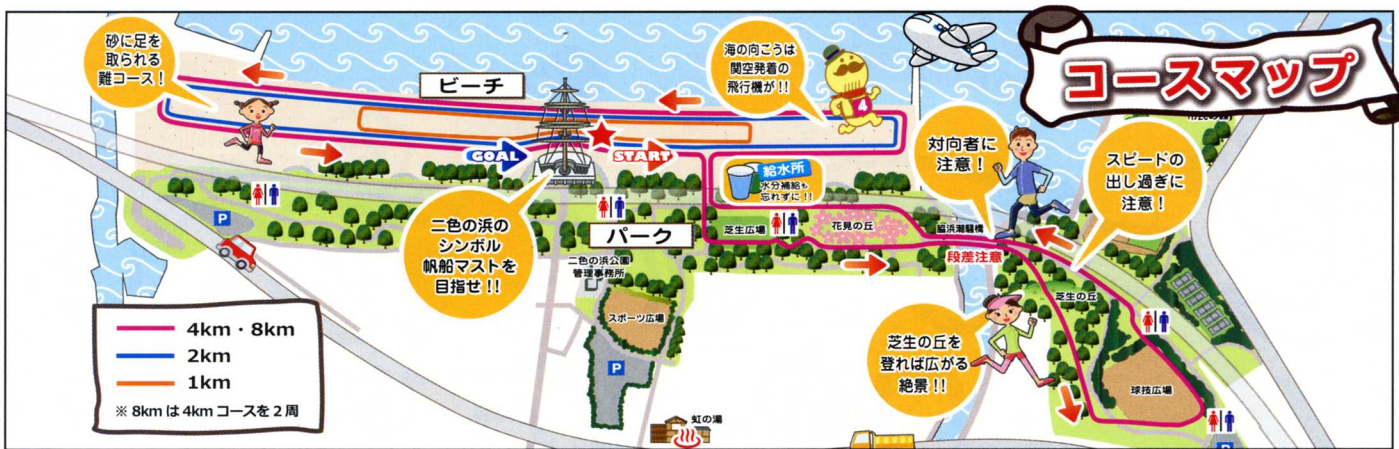 コースマップ
砂に足を
取られる
難コース！
ビーチ
海の向こうは
関空発着の
飛行機が!!
4
対向者に
注意！
スピードの
出し過ぎに
注意！
GOAL
START
給水所
水分補給も
忘れずに!!
P
二色の浜の
シンボル
帆船マストを
目指せ!!
パーク
芝生広場
花見の丘
脇浜潮騒橋
段差注意
二色の浜公園
管理事務所
スポーツ広場
P
芝生の丘
芝生の丘を
登れば広がる
絶景!!
球技広場
虹の湯
P
4km・8km
2km
1km
※ 8km は 4km コースを 2 周